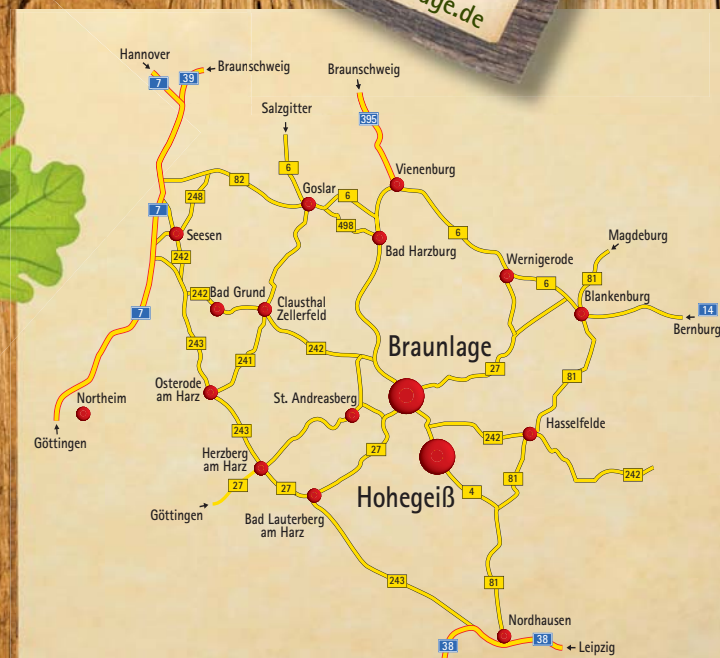 age.de
Hannover
7
39
Braunschweig
Braunschweig
Salzgitter
395
6
Vienenburg
82
248
Goslar
6
498
7
Seesen
242
Bad Harzburg
6
Magdeburg
Wernigerode
81
6
Blankenburg
14
Bernburg
242
Bad Grund
Clausthal
Zellerfeld
7
243
242
241
Braunlage
27
81
Osterode
am Harz
Northeim
St. Andreasberg
Göttingen
243
Hasselfelde
242
27
Herzberg
am Harz
27
27
Göttingen
Bad Lauterberg
am Harz
Hohegeiß
4
81
242
243
81
Nordhausen
38
38
Leipzig